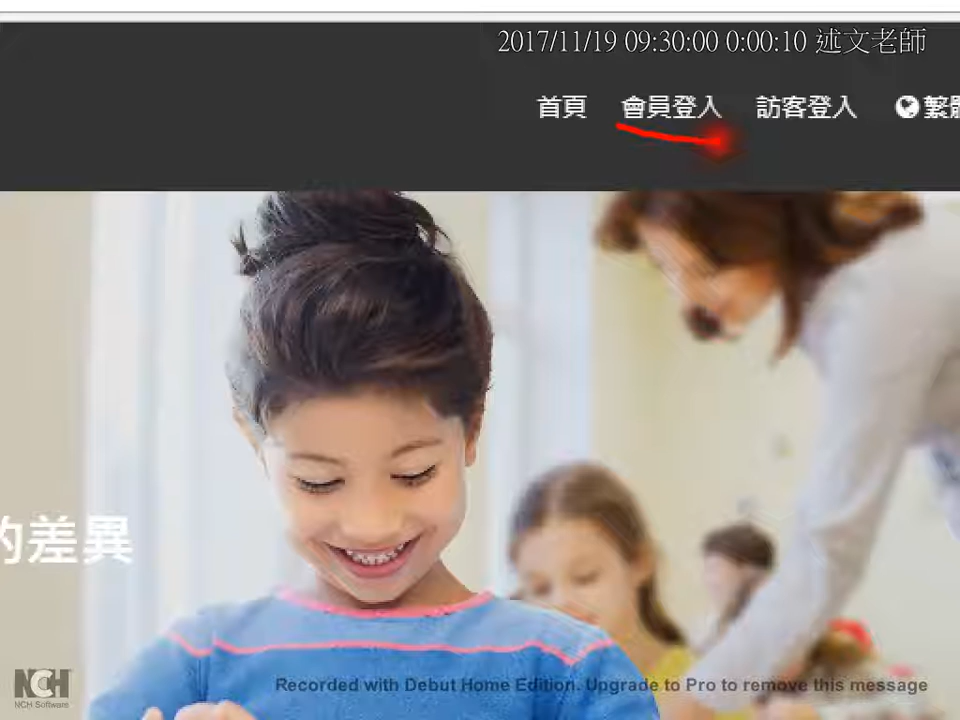 2017/11/19 09:30:00 0:00:10 述文老師
首頁 會員登入 訪客登入 繁體
的差異
NCH
NCH Software
Recorded with Debut Home Edition. Upgrade to Pro to remove this message